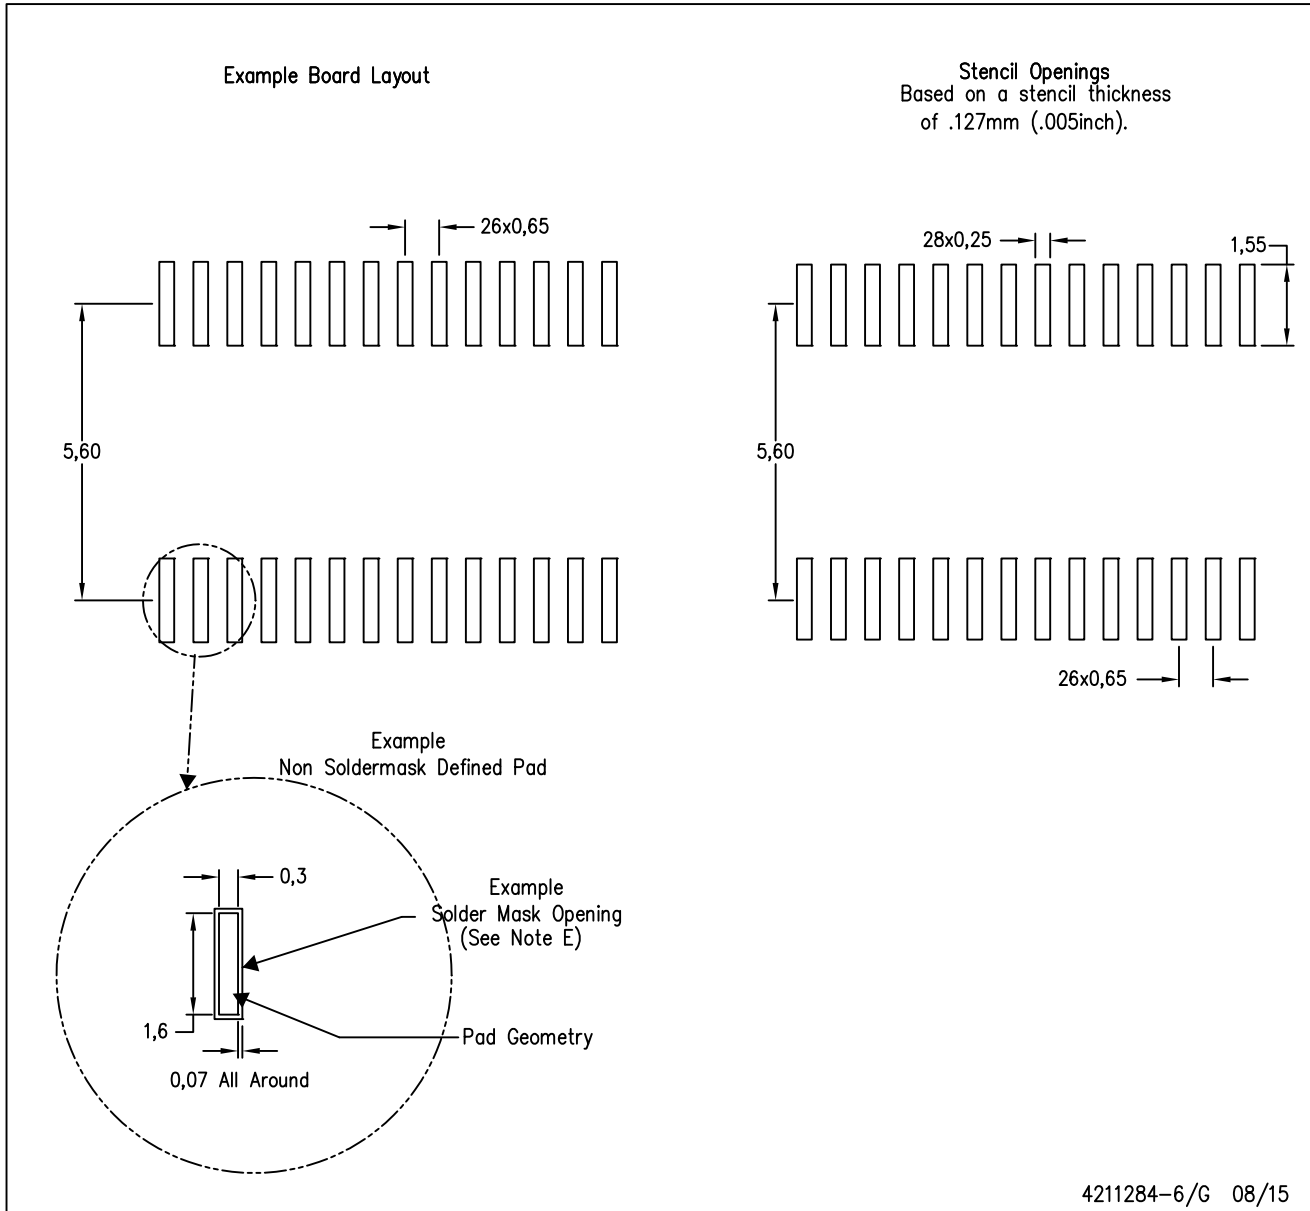 Example Board Layout
Stencil Openings
Based on a stencil thickness
of .127mm (.005inch).
26x0,65
28x0,25
1,55
5,60
5,60
26x0,65
Example
Non Soldermask Defined Pad
0,3
Example
Solder Mask Opening
(See Note E)
1,6
Pad Geometry
0,07 All Around
4211284-6/G 08/15